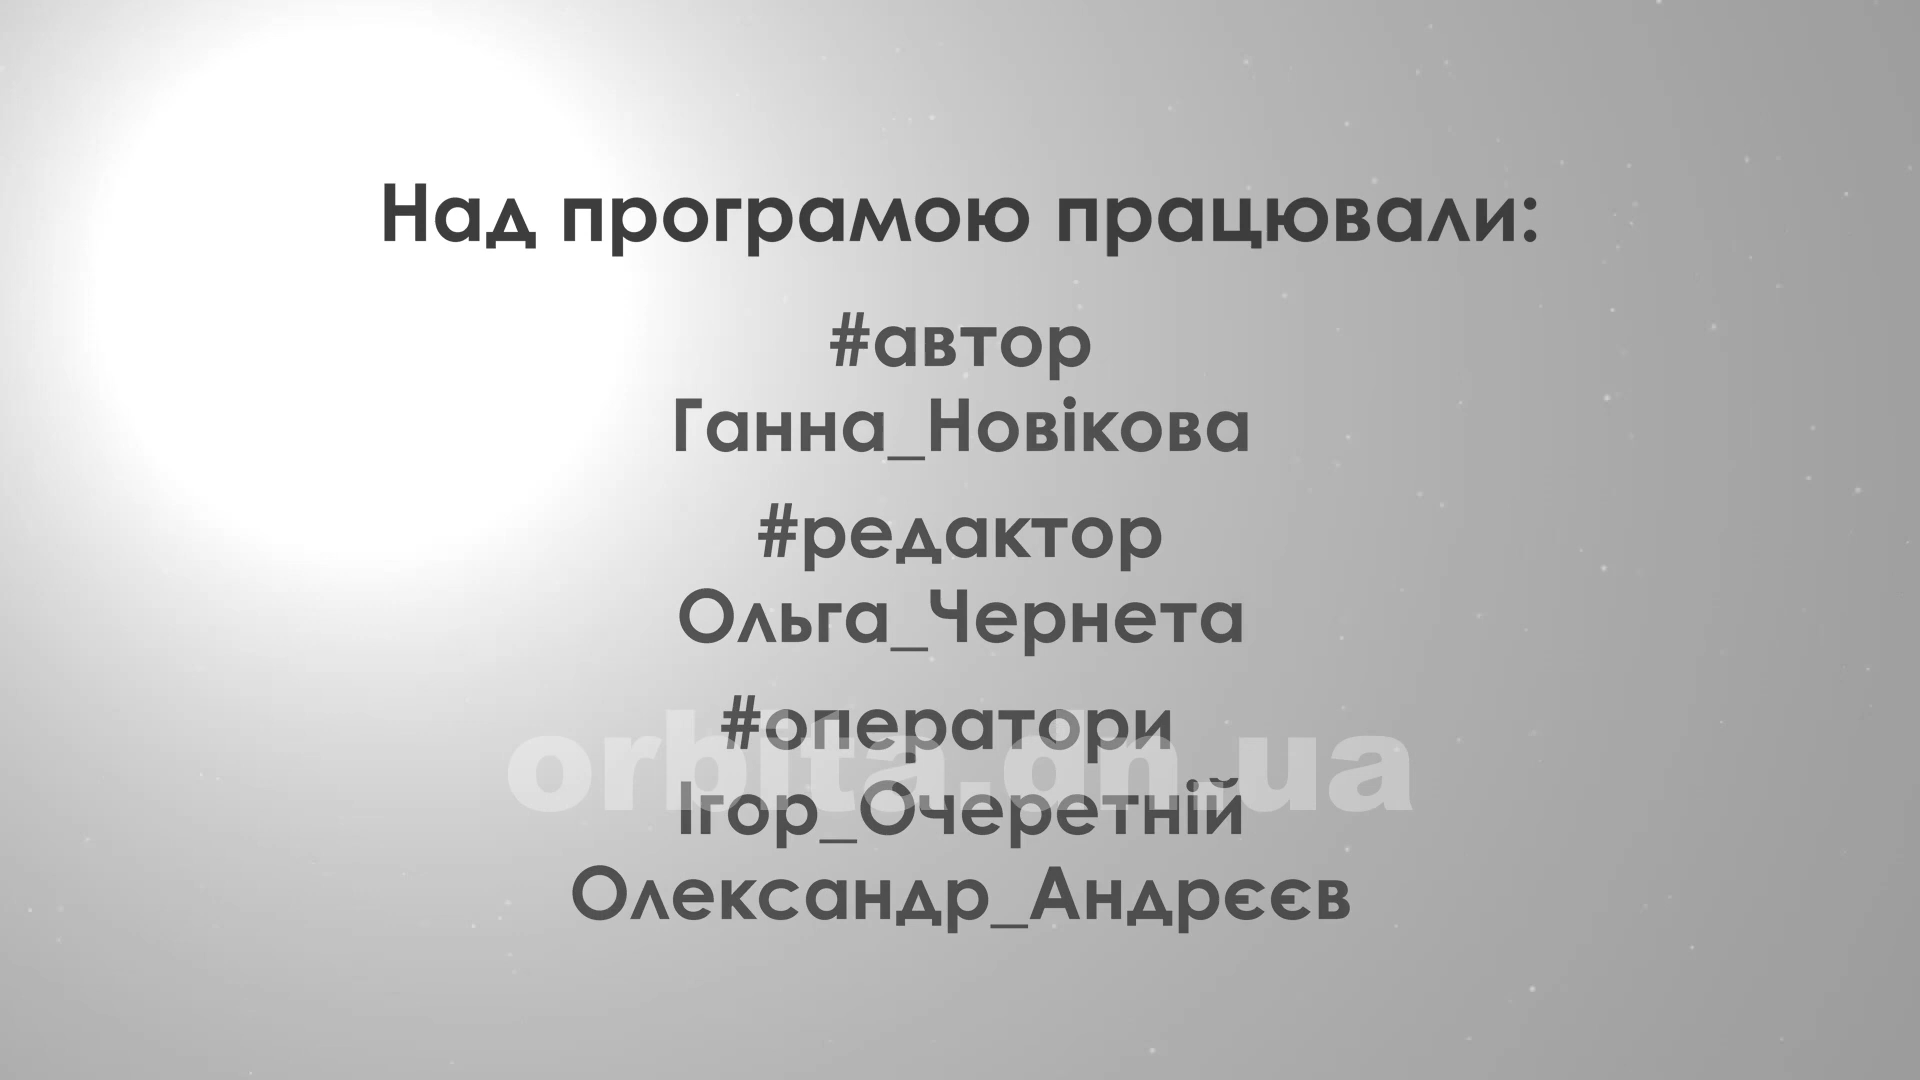 Над програмою працювали:
#автор
Ганна_Новікова
#редактор
Ольга_Чернета
#оператори
orbita.dn.ua
Ігор_Очеретній
Олександр_Андрєєв